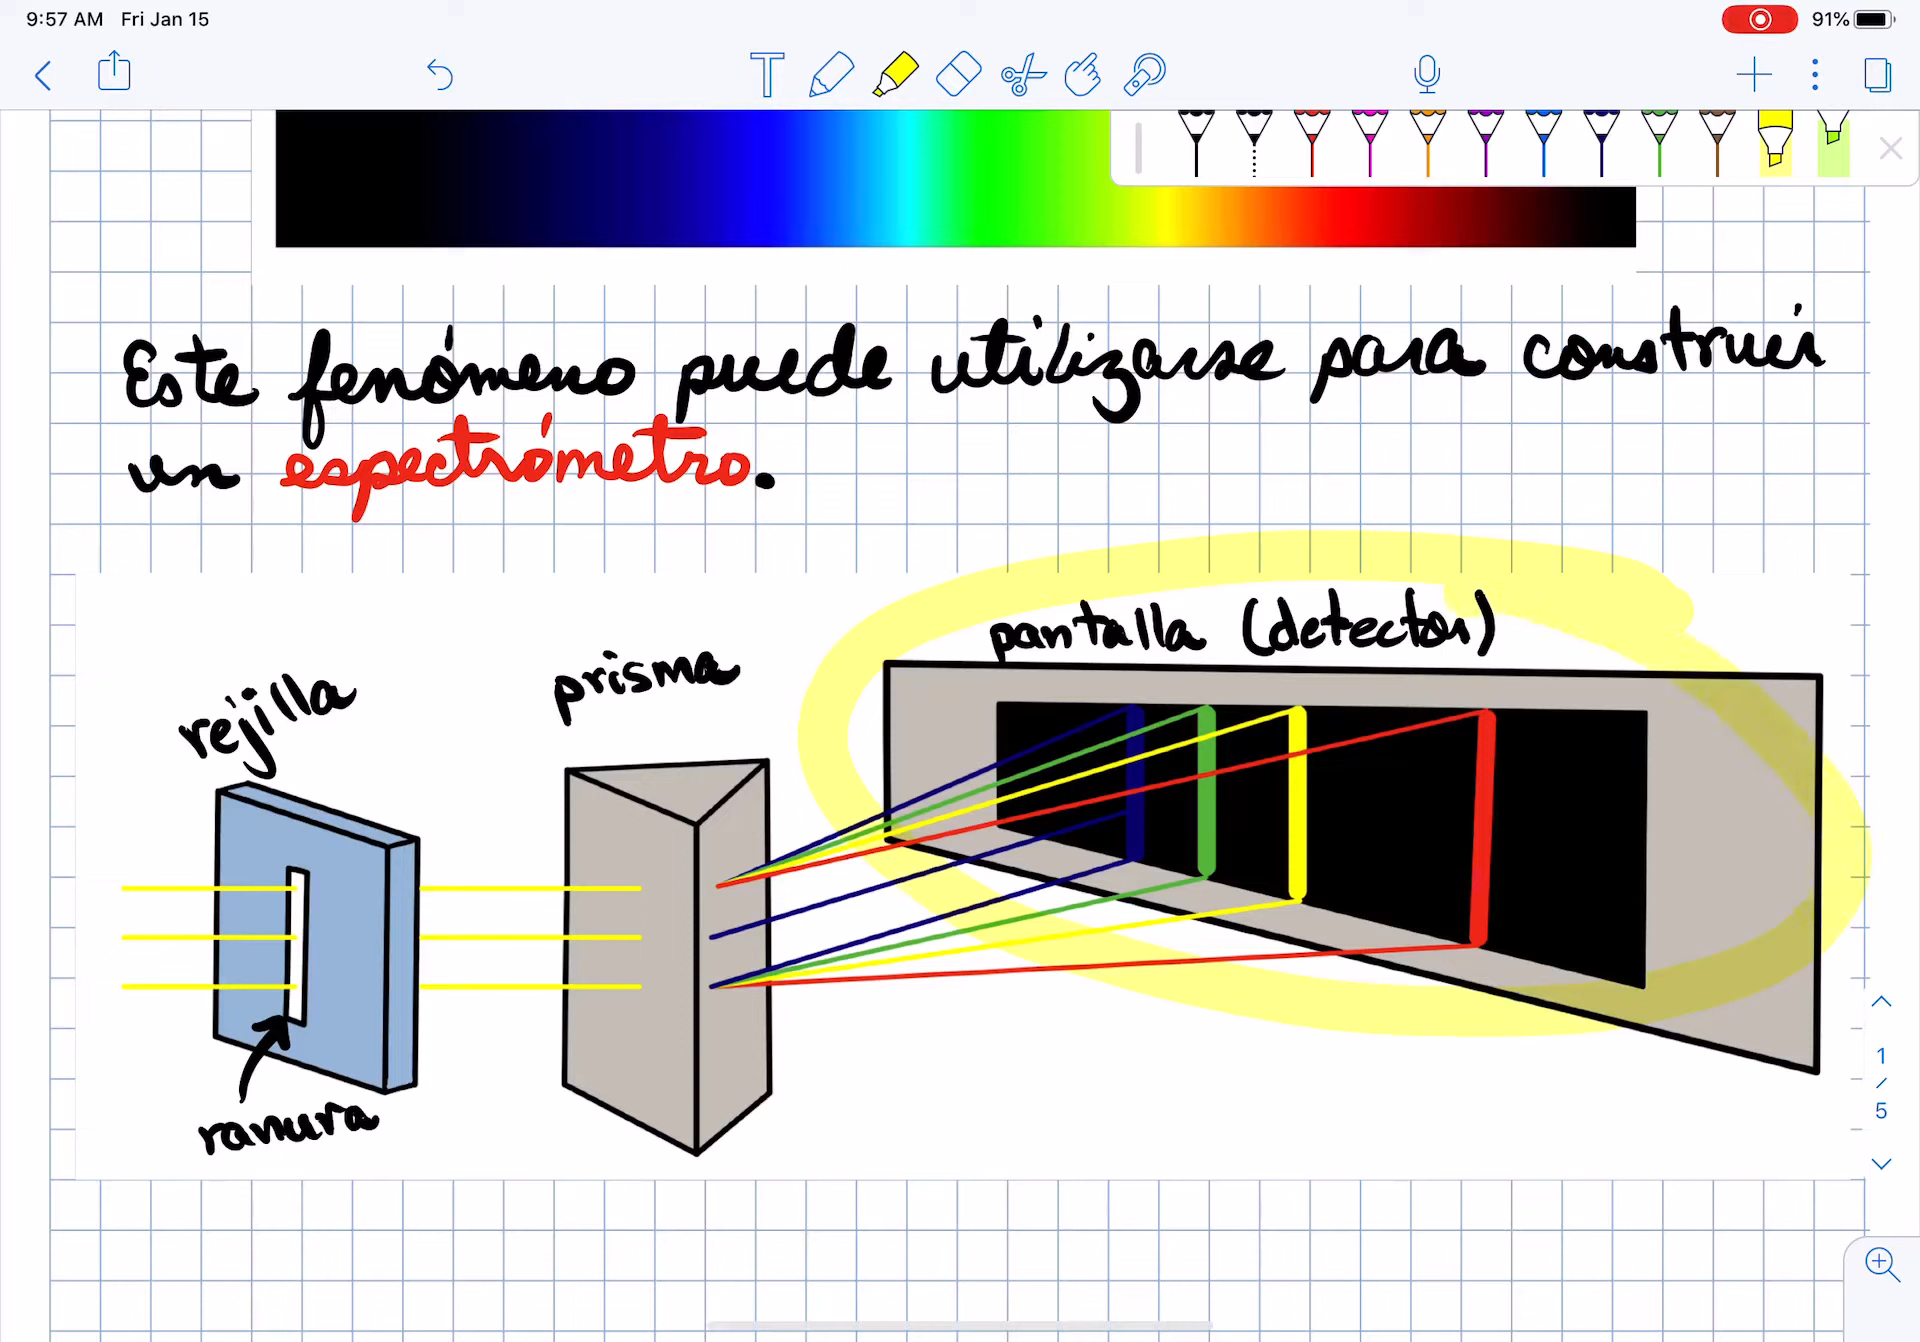 9:57 AM Fri Jan 15
91%
T
Este fenómeno puede utilizarse para construir
un espectrómetro.
pantalla (detector)
prisma
rejilla
ranura
1
/
5